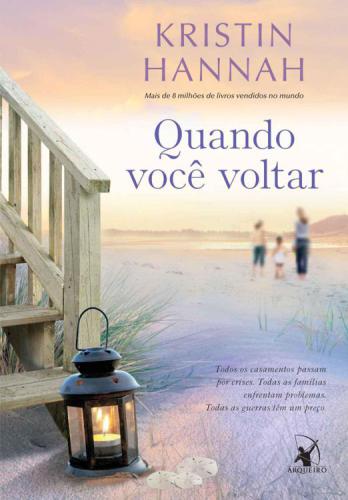 KRISTIN
HANNAH
Mais de 8 milhões de livros vendidos no mundo
Quando
você voltar
Todos os casamentos passam
por crises. Todas as famílias
enfrentam problemas.
Todas as guerras têm um preço.
ARQUEIRO